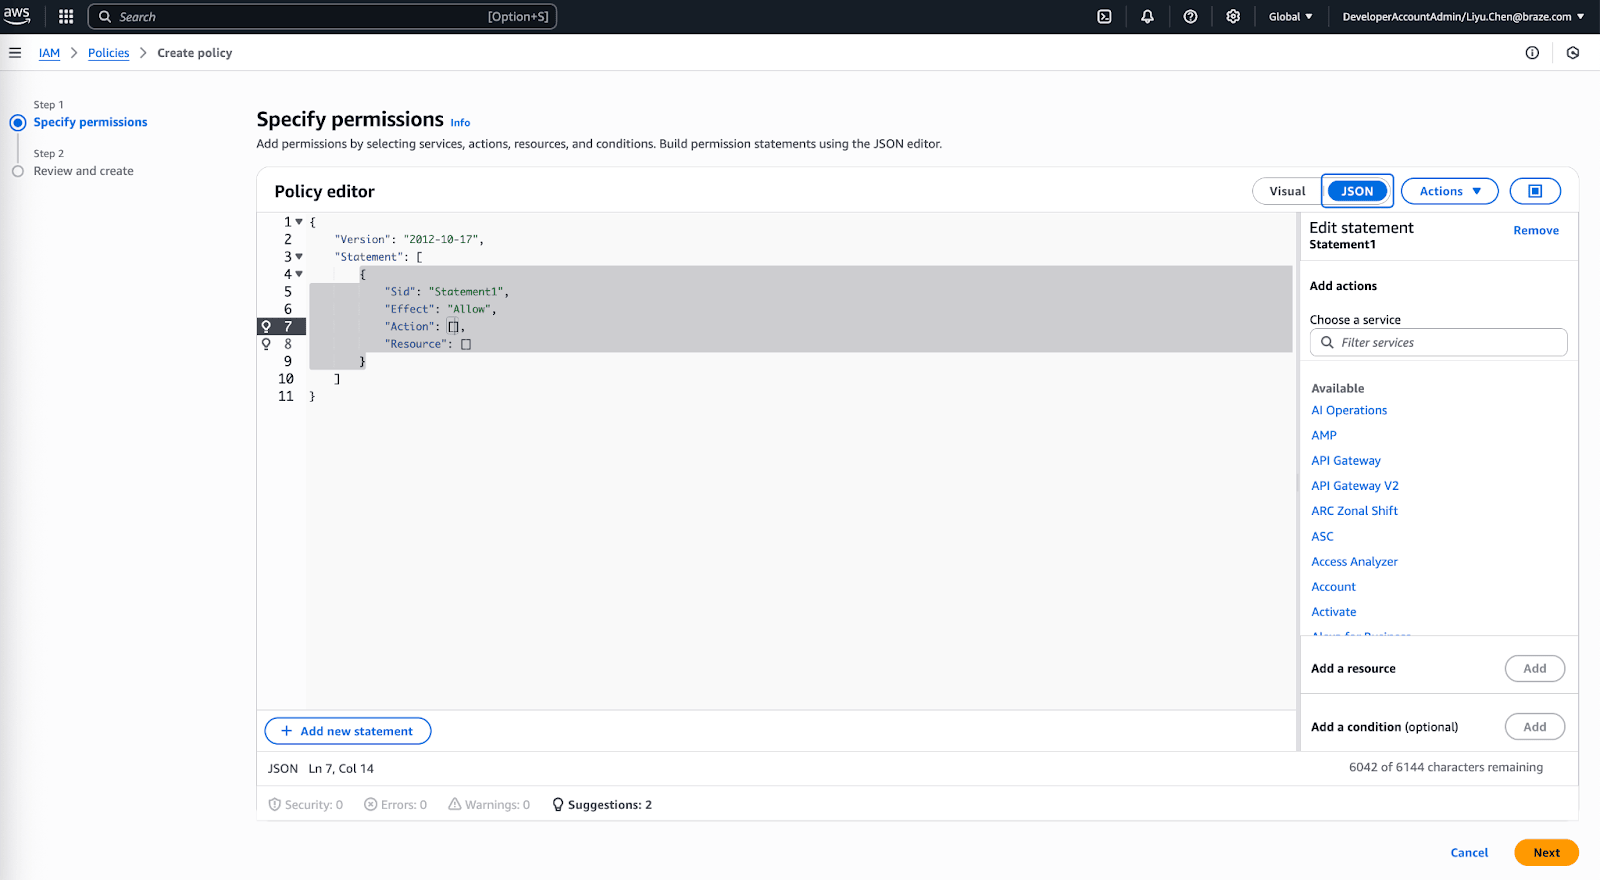 aws
Search [Option+S]
Global ▼
DeveloperAccountAdmin/Liyu.Chen@braze.com ▼
IAM > Policies > Create policy
Step 1
Specify permissions
Step 2
Review and create
Specify permissions Info
Add permissions by selecting services, actions, resources, and conditions. Build permission statements using the JSON editor.
Policy editor
Visual
JSON
Actions ▼
1 {
2 "Version": "2012-10-17",
3 "Statement": [
4 {
5 "Sid": "Statement1",
6 "Effect": "Allow",
7 "Action": [],
8 "Resource": []
9 }
10 ]
11 }
+ Add new statement
JSON Ln 7, Col 14
Security: 0
Errors: 0
Warnings: 0
Suggestions: 2
Edit statement
Remove
Statement1
Add actions
Choose a service
Filter services
Available
AI Operations
AMP
API Gateway
API Gateway V2
ARC Zonal Shift
ASC
Access Analyzer
Account
Activate
Alexa for Business
Add a resource
Add
Add a condition (optional)
Add
6042 of 6144 characters remaining
Cancel
Next